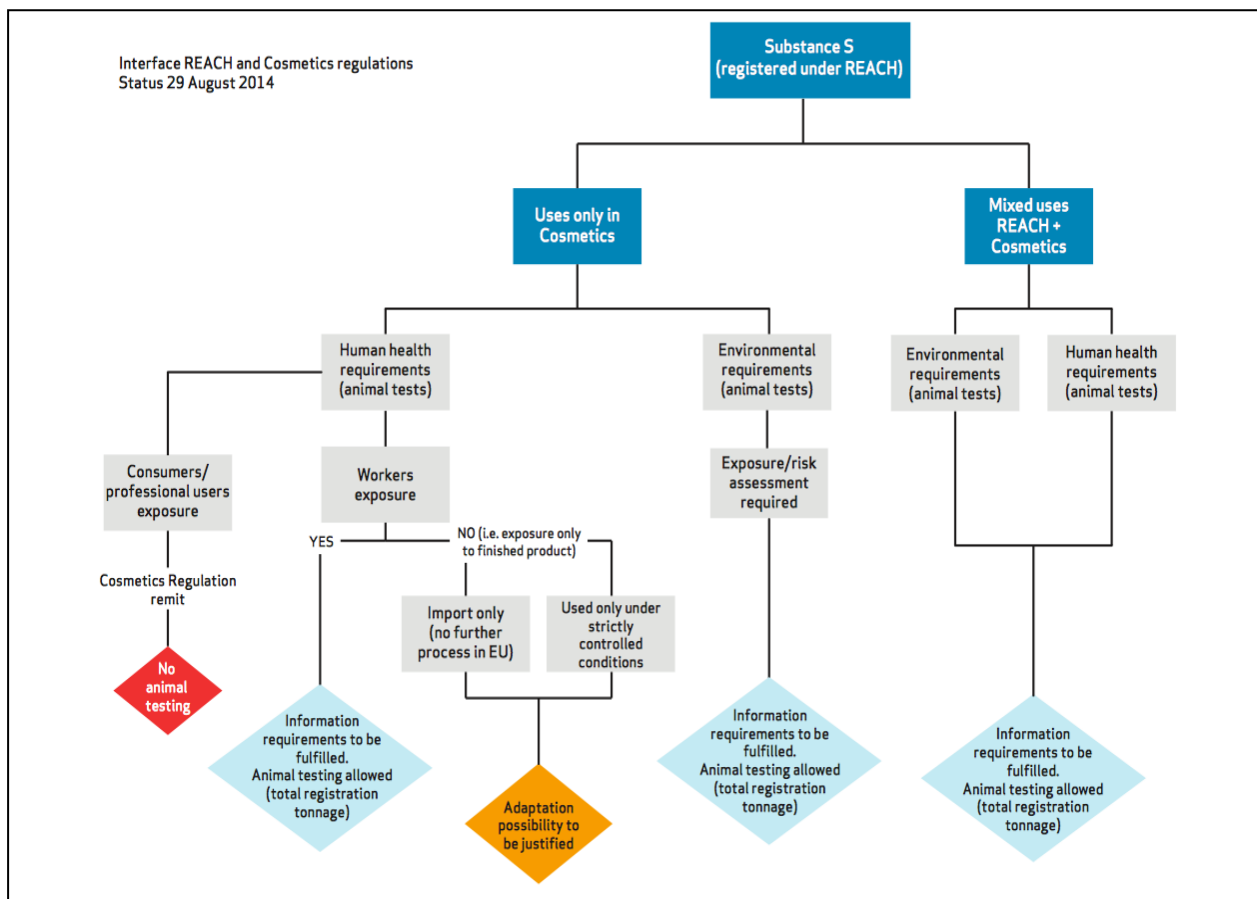 Interface REACH and Cosmetics regulations
Status 29 August 2014
Substance S
(registered under REACH)
Uses only in
Cosmetics
Mixed uses
REACH +
Cosmetics
Human health
requirements
(animal tests)
Environmental
requirements
(animal tests)
Environmental
requirements
(animal tests)
Human health
requirements
(animal tests)
Consumers/
professional users
exposure
Workers
exposure
Exposure/risk
assessment
required
YES
NO (i.e. exposure only
to finished product)
Cosmetics Regulation
remit
Import only
(no further
process in EU)
Used only under
strictly
controlled
conditions
No
animal
testing
Information
requirements to be
fulfilled.
Animal testing allowed
(total registration
tonnage)
Adaptation
possibility to
be justified
Information
requirements to be
fulfilled.
Animal testing allowed
(total registration
tonnage)
Information
requirements to be
fulfilled.
Animal testing allowed
(total registration
tonnage)